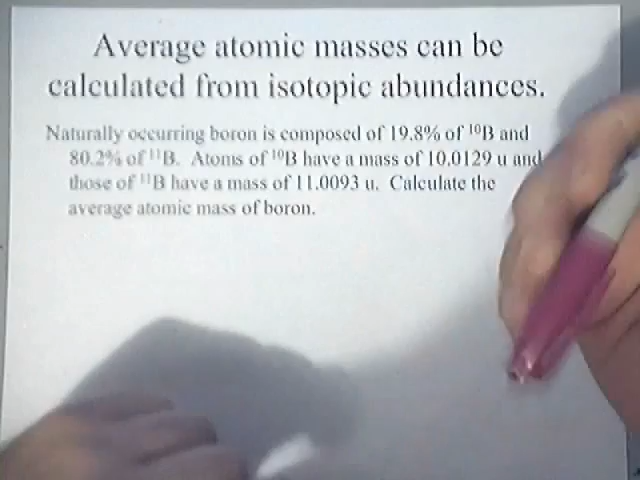 Average atomic masses can be
calculated from isotopic abundances.
Naturally occurring boron is composed of 19.8% of ¹⁰B and
80.2% of ¹¹B. Atoms of ¹⁰B have a mass of 10.0129 u and
those of ¹¹B have a mass of 11.0093 u. Calculate the
average atomic mass of boron.